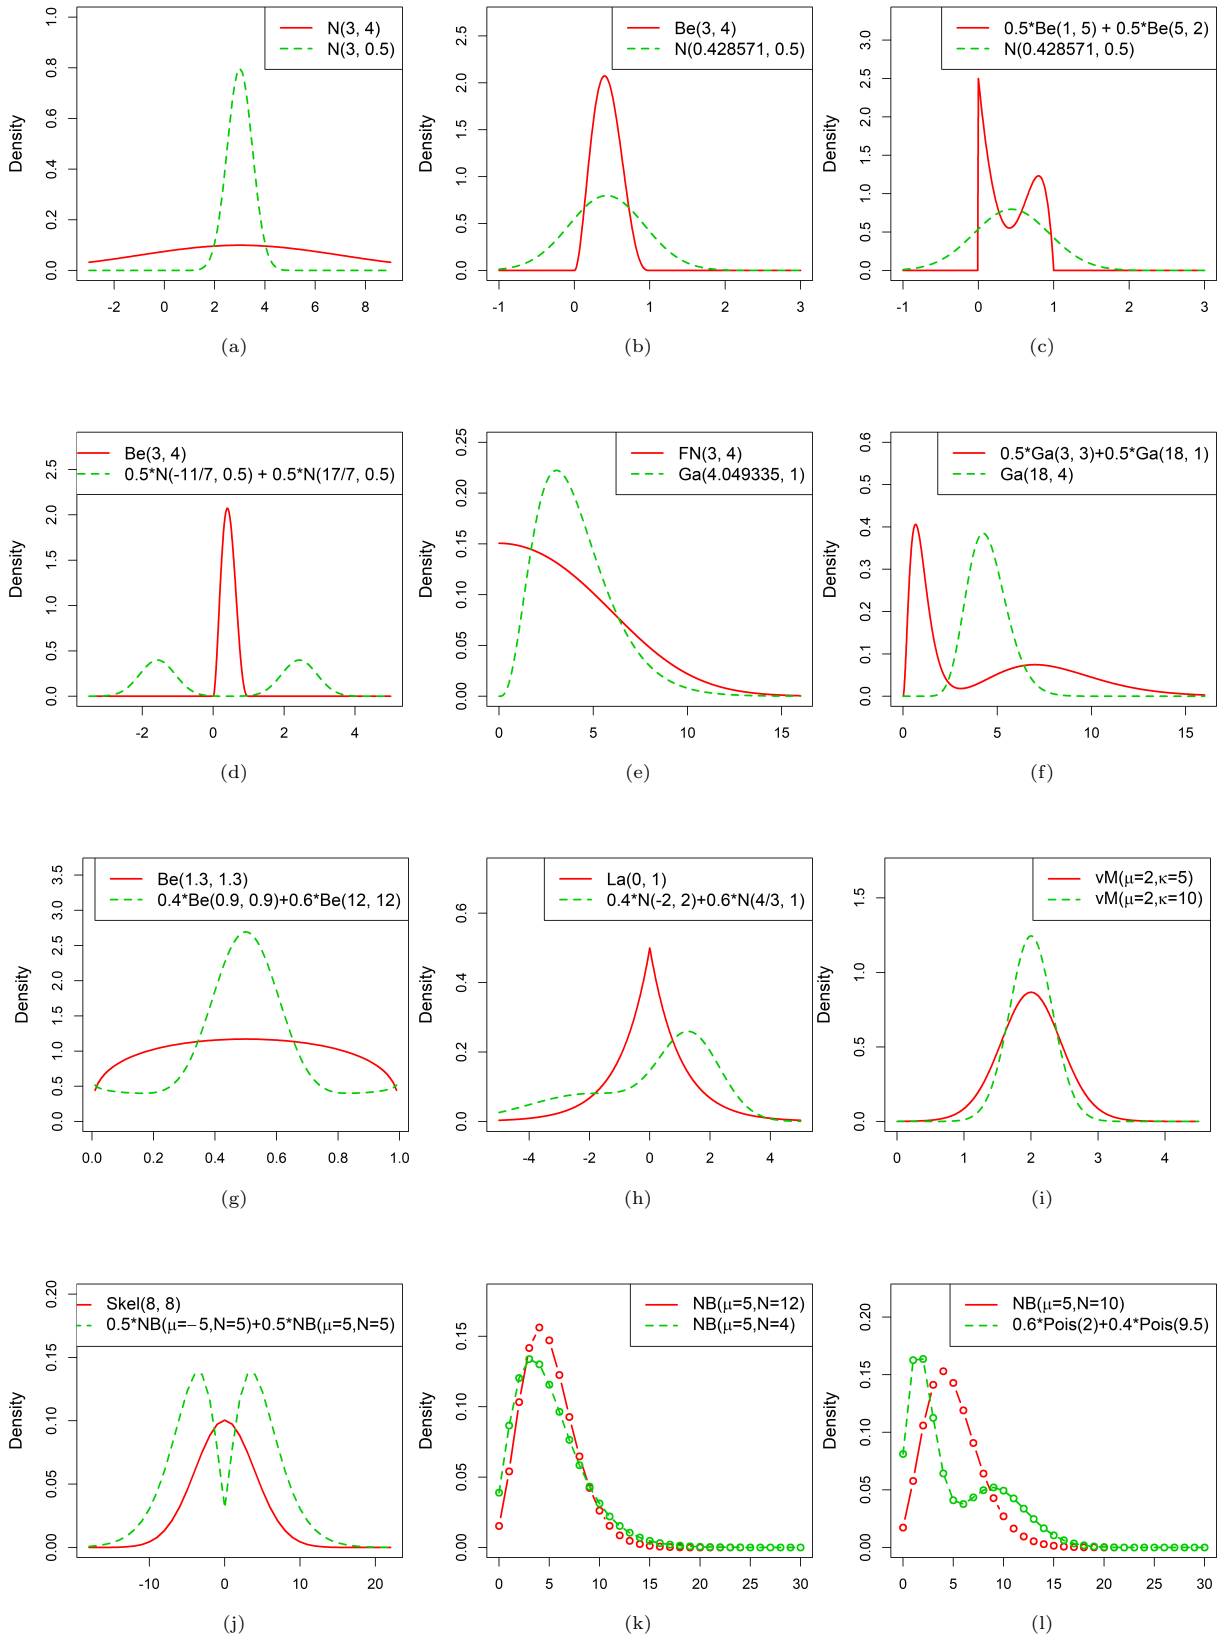 N(3, 4)
N(3, 0.5)
Density
0.0 0.2 0.4 0.6 0.8 1.0
-2 0 2 4 6 8
(a)
Be(3, 4)
N(0.428571, 0.5)
Density
0.0 0.5 1.0 1.5 2.0 2.5
-1 0 1 2 3
(b)
0.5*Be(1, 5) + 0.5*Be(5, 2)
N(0.428571, 0.5)
Density
0.0 0.5 1.0 1.5 2.0 2.5 3.0
-1 0 1 2 3
(c)
Be(3, 4)
0.5*N(-11/7, 0.5) + 0.5*N(17/7, 0.5)
Density
0.0 0.5 1.0 1.5 2.0 2.5
-2 0 2 4
(d)
FN(3, 4)
Ga(4.049335, 1)
Density
0.00 0.05 0.10 0.15 0.20 0.25
0 5 10 15
(e)
0.5*Ga(3, 3)+0.5*Ga(18, 1)
Ga(18, 4)
Density
0.0 0.1 0.2 0.3 0.4 0.5 0.6
0 5 10 15
(f)
Be(1.3, 1.3)
0.4*Be(0.9, 0.9)+0.6*Be(12, 12)
Density
0.0 0.5 1.0 1.5 2.0 2.5 3.0 3.5
0.0 0.2 0.4 0.6 0.8 1.0
(g)
La(0, 1)
0.4*N(-2, 2)+0.6*N(4/3, 1)
Density
0.0 0.2 0.4 0.6
-4 -2 0 2 4
(h)
vM(μ=2,κ=5)
vM(μ=2,κ=10)
Density
0.0 0.5 1.0 1.5
0 1 2 3 4
(i)
Skel(8, 8)
0.5*NB(μ=−5,N=5)+0.5*NB(μ=5,N=5)
Density
0.00 0.05 0.10 0.15 0.20
-10 0 10 20
(j)
NB(μ=5,N=12)
NB(μ=5,N=4)
Density
0.00 0.05 0.10 0.15
0 5 10 15 20 25 30
(k)
NB(μ=5,N=10)
0.6*Pois(2)+0.4*Pois(9.5)
Density
0.00 0.05 0.10 0.15 0.20
0 5 10 15 20 25 30
(l)